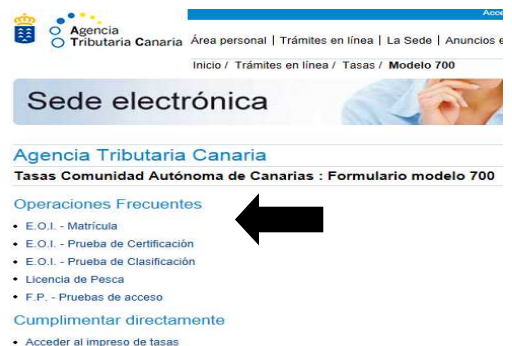 Acce
Agencia
Tributaria Canaria
Área personal | Trámites en línea | La Sede | Anuncios e
Inicio / Trámites en línea / Tasas / Modelo 700
Sede electrónica
Agencia Tributaria Canaria
Tasas Comunidad Autónoma de Canarias : Formulario modelo 700
Operaciones Frecuentes
• E.O.I. - Matrícula
• E.O.I. - Prueba de Certificación
• E.O.I. - Prueba de Clasificación
• Licencia de Pesca
• F.P. - Pruebas de acceso
Cumplimentar directamente
• Acceder al impreso de tasas